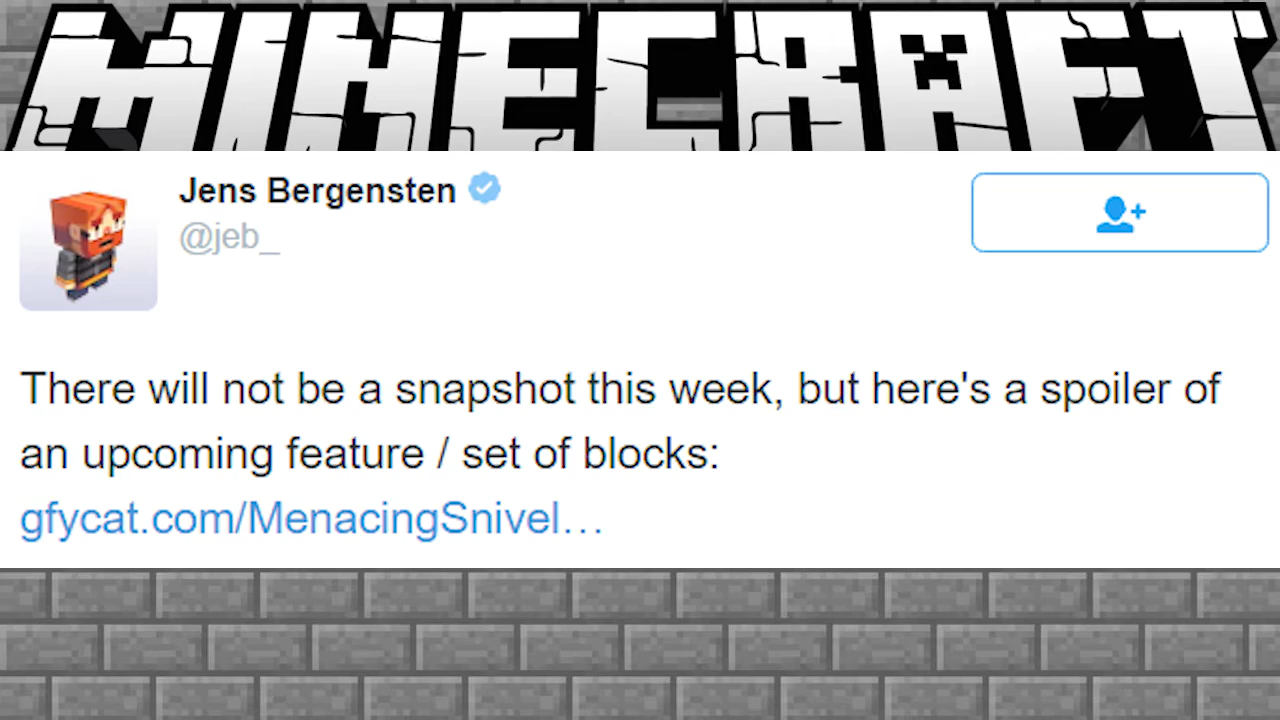 MINECRAFT
Jens Bergensten
@jeb_
There will not be a snapshot this week, but here's a spoiler of
an upcoming feature / set of blocks:
gfycat.com/MenacingSnivel…